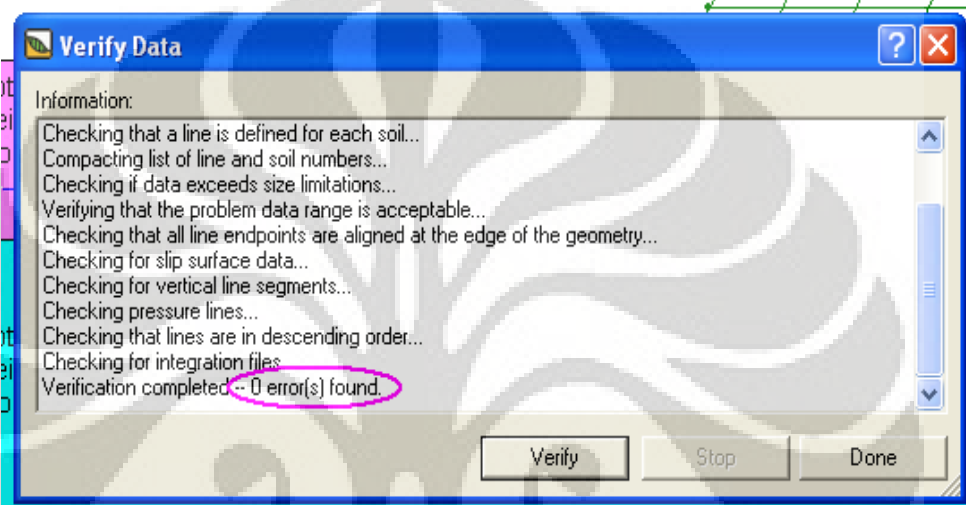 Verify Data
Information:
Checking that a line is defined for each soil...
Compacting list of line and soil numbers...
Checking if data exceeds size limitations...
Verifying that the problem data range is acceptable...
Checking that all line endpoints are aligned at the edge of the geometry...
Checking for slip surface data...
Checking for vertical line segments...
Checking pressure lines...
Checking that lines are in descending order...
Checking for integration files...
Verification completed -- 0 error(s) found.
Verify
Stop
Done